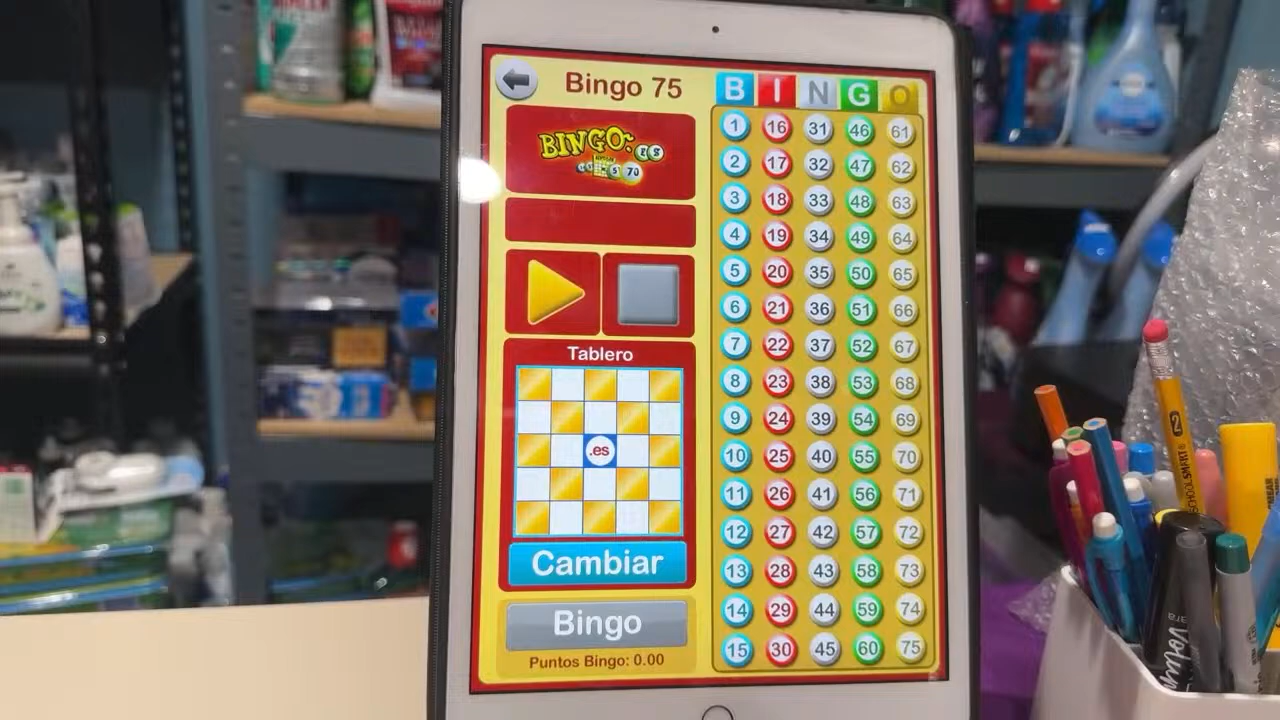 Bingo 75
BINGO.ES
70
Tablero
.es
Cambiar
Bingo
Puntos Bingo: 0.00
B I N G O
1 16 31 46 61
2 17 32 47 62
3 18 33 48 63
4 19 34 49 64
5 20 35 50 65
6 21 36 51 66
7 22 37 52 67
8 23 38 53 68
9 24 39 54 69
10 25 40 55 70
11 26 41 56 71
12 27 42 57 72
13 28 43 58 73
14 29 44 59 74
15 30 45 60 75
2